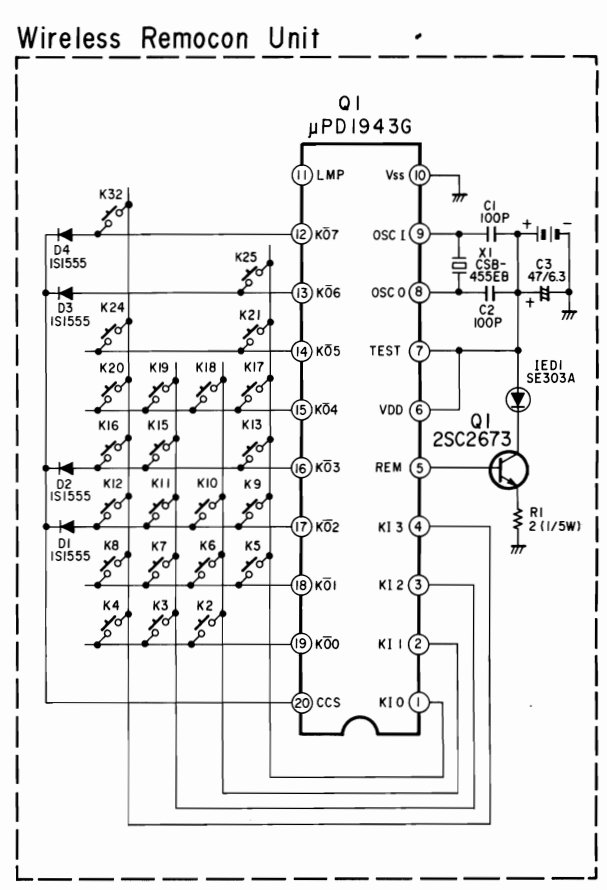 Wireless Remocon Unit
Q1
µPD1943G
11 LMP
Vss 10
K32
12 KO7
OSC I 9
C1
100P
+
-
D4
1S1555
K25
X1
CSB-
455EB
C3
47/6.3
13 KO6
OSC O 8
+
D3
1S1555
K24
K21
C2
100P
14 KO5
TEST 7
K20
K19
K18
K17
IED1
SE303A
15 KO4
VDD 6
K16
K15
K13
Q1
2SC2673
16 KO3
REM 5
D2
1S1555
K12
K11
K10
K9
R1
2 (1/5W)
17 KO2
KI 3 4
D1
1S1555
K8
K7
K6
K5
18 KO1
KI 2 3
K4
K3
K2
19 KO0
KI 1 2
20 CCS
KI 0 1